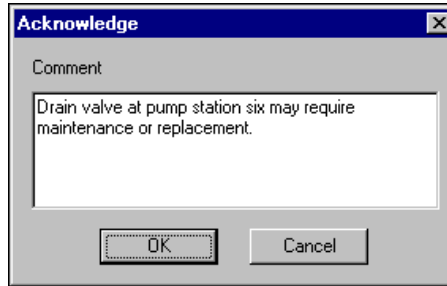 Acknowledge
Comment
Drain valve at pump station six may require
maintenance or replacement.
OK
Cancel